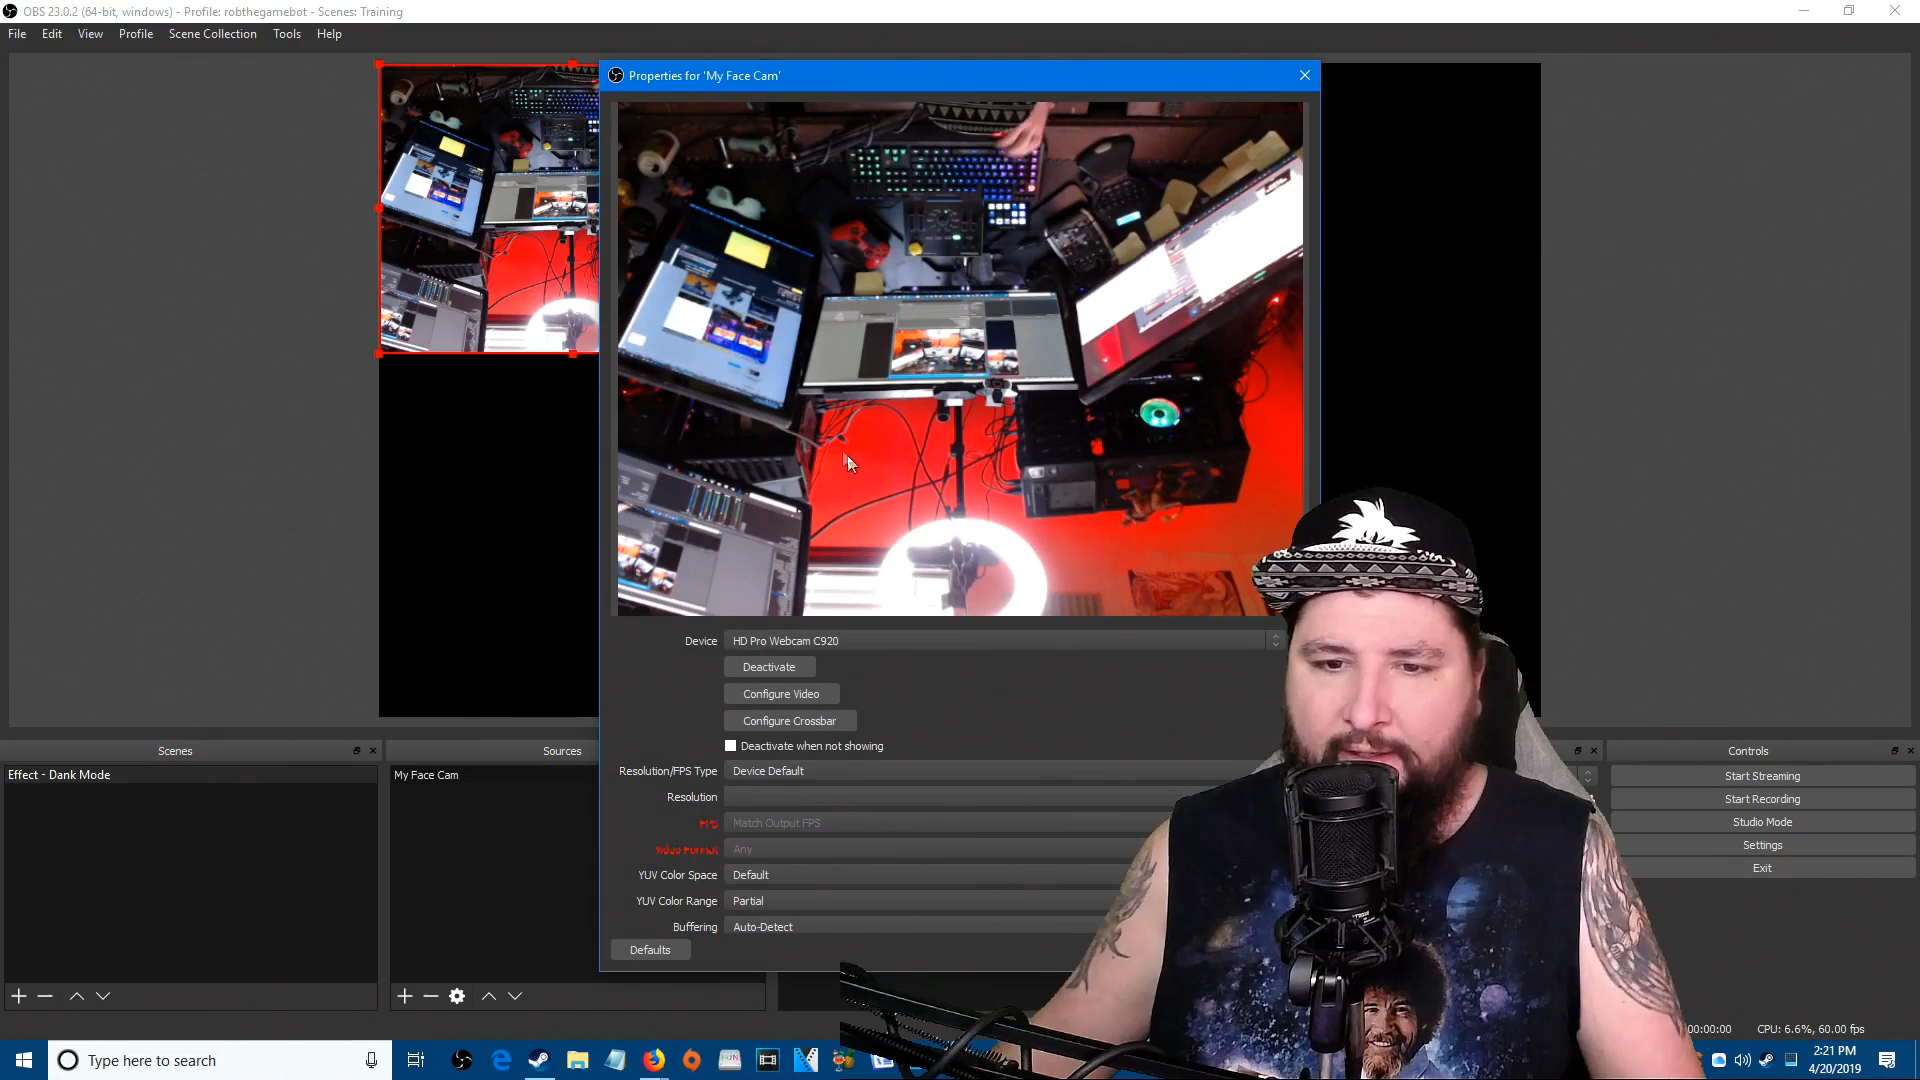 OBS 23.0.2 (64-bit, windows) - Profile: robthegamebot - Scenes: Training
File Edit View Profile Scene Collection Tools Help
Properties for 'My Face Cam'
Device HD Pro Webcam C920
Deactivate
Configure Video
Configure Crossbar
Deactivate when not showing
Resolution/FPS Type Device Default
Resolution
FPS Match Output FPS
Video Format Any
YUV Color Space Default
YUV Color Range Partial
Buffering Auto-Detect
Defaults
Scenes
Effect - Dank Mode
Sources
My Face Cam
Controls
Start Streaming
Start Recording
Studio Mode
Settings
Exit
00:00:00 CPU: 6.6%, 60.00 fps
Type here to search
2:21 PM
4/20/2019